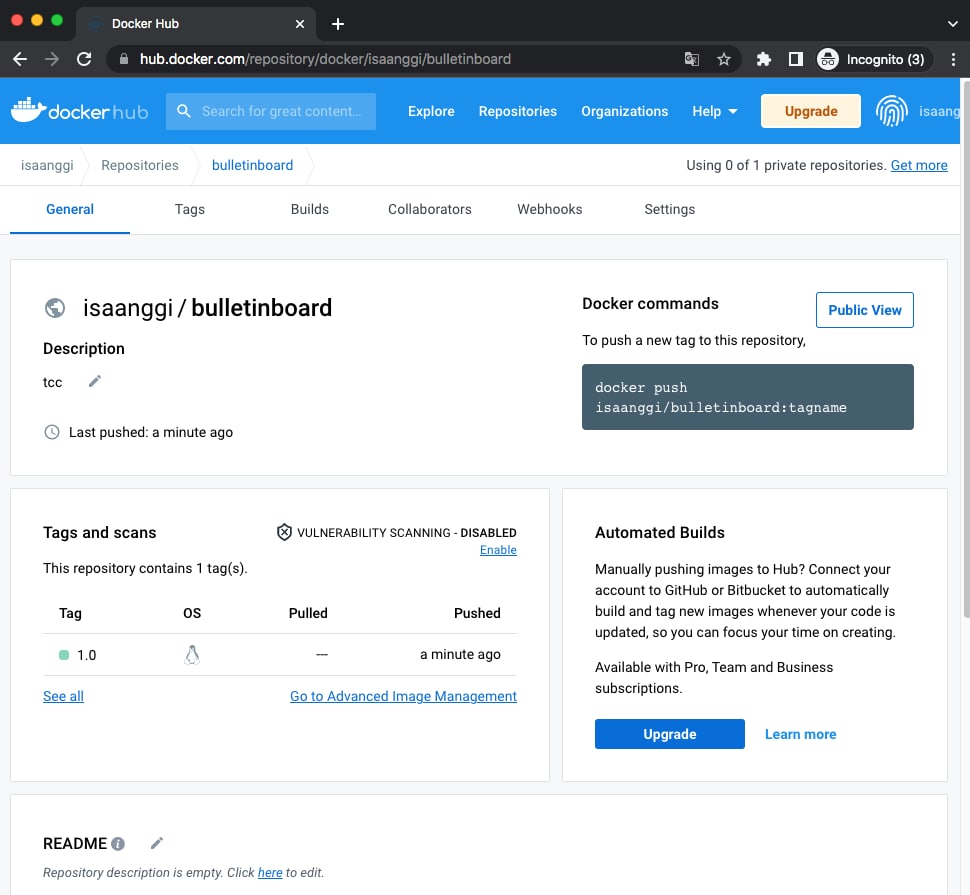 Docker Hub
hub.docker.com/repository/docker/isaanggi/bulletinboard
Incognito (3)
docker hub
Search for great content...
Explore
Repositories
Organizations
Help
Upgrade
isaang
isaanggi
Repositories
bulletinboard
Using 0 of 1 private repositories. Get more
General
Tags
Builds
Collaborators
Webhooks
Settings
isaanggi / bulletinboard
Description
tcc
Last pushed: a minute ago
Docker commands
Public View
To push a new tag to this repository,
docker push
isaanggi/bulletinboard:tagname
Tags and scans
VULNERABILITY SCANNING - DISABLED
Enable
This repository contains 1 tag(s).
Tag OS Pulled Pushed
1.0 --- a minute ago
See all
Go to Advanced Image Management
Automated Builds
Manually pushing images to Hub? Connect your
account to GitHub or Bitbucket to automatically
build and tag new images whenever your code is
updated, so you can focus your time on creating.
Available with Pro, Team and Business
subscriptions.
Upgrade
Learn more
README
Repository description is empty. Click here to edit.